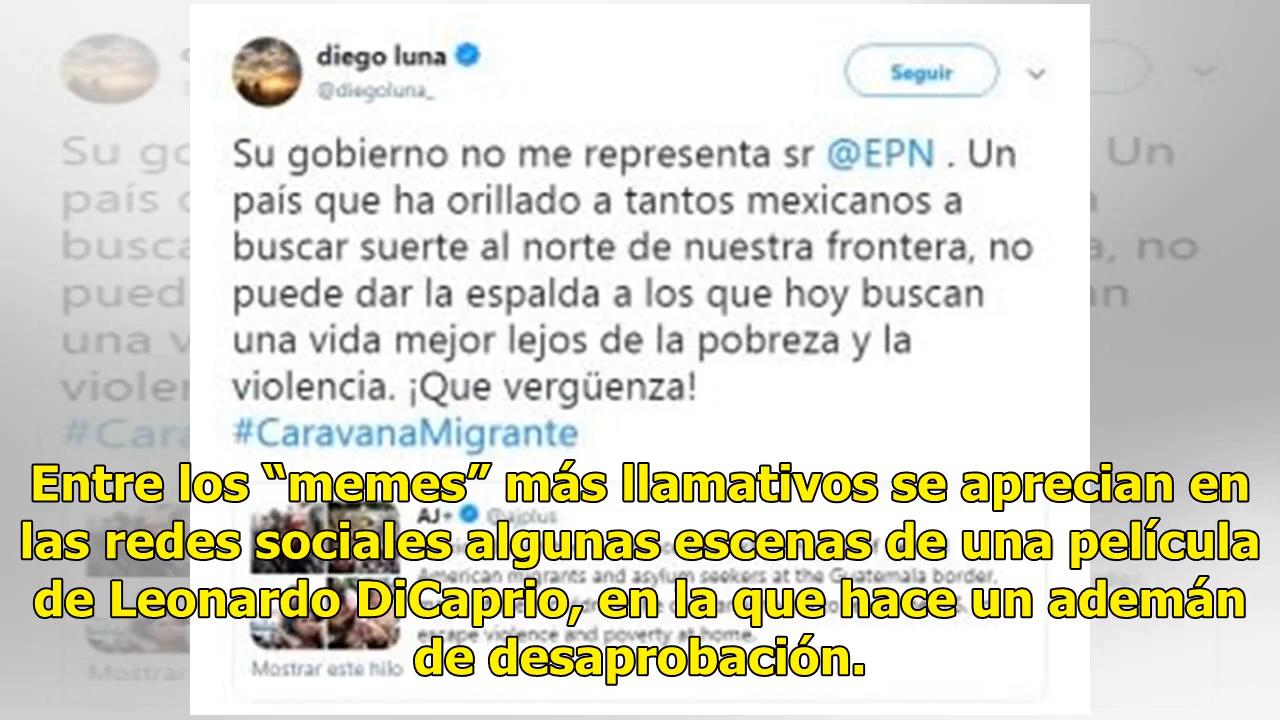 diego luna
@diegoluna_
Seguir
Su gobierno no me representa sr @EPN . Un
país que ha orillado a tantos mexicanos a
buscar suerte al norte de nuestra frontera, no
puede dar la espalda a los que hoy buscan
una vida mejor lejos de la pobreza y la
violencia. ¡Que vergüenza!
#CaravanaMigrante
Entre los “memes” más llamativos se aprecian en
AJ+ @ajplus
las redes sociales algunas escenas de una película
American migrants and asylum seekers at the Guatemala border,
de Leonardo DiCaprio, en la que hace un ademán
escape violence and poverty at home.
de desaprobación.
Mostrar este hilo